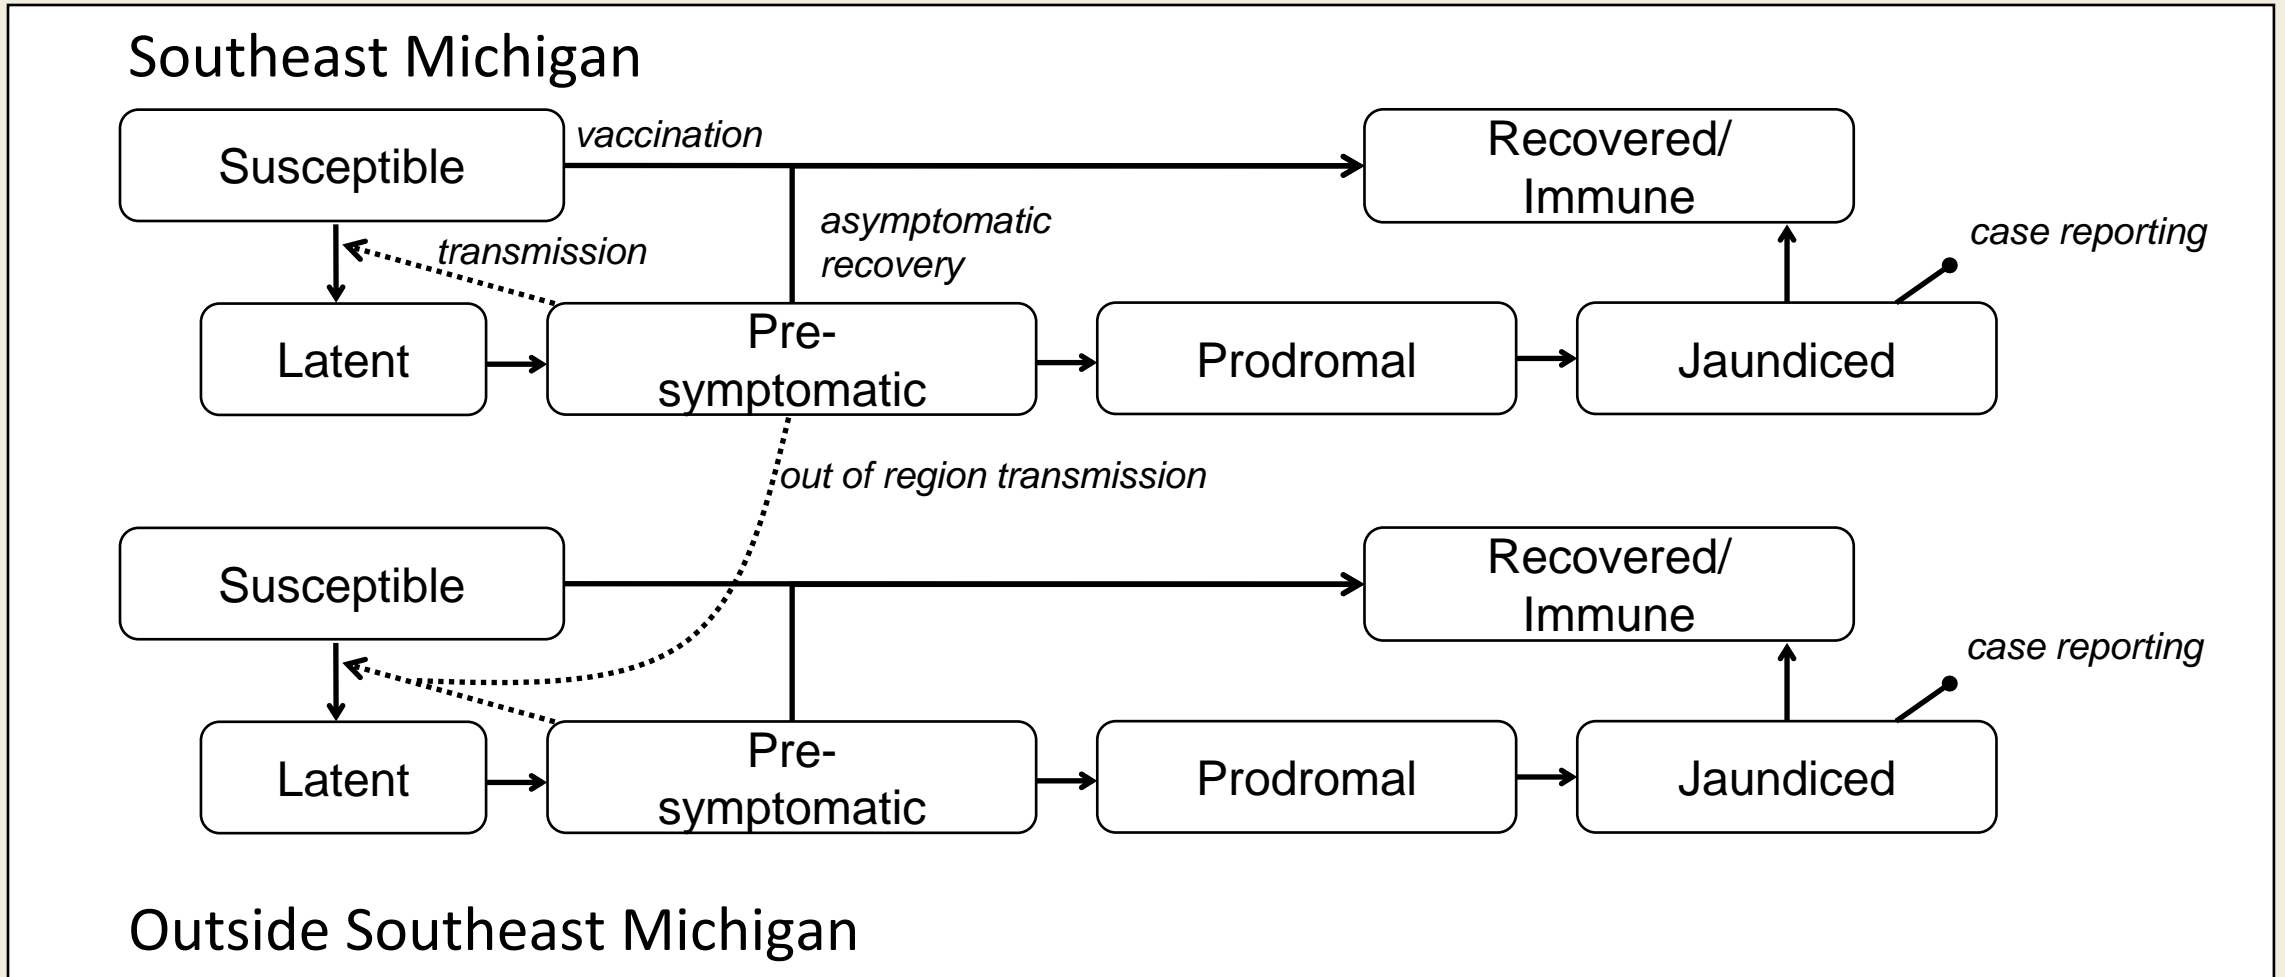 Southeast Michigan
Susceptible
vaccination
Recovered/
Immune
asymptomatic
recovery
case reporting
transmission
Latent
Pre-
symptomatic
Prodromal
Jaundiced
out of region transmission
Susceptible
Recovered/
Immune
case reporting
Latent
Pre-
symptomatic
Prodromal
Jaundiced
Outside Southeast Michigan